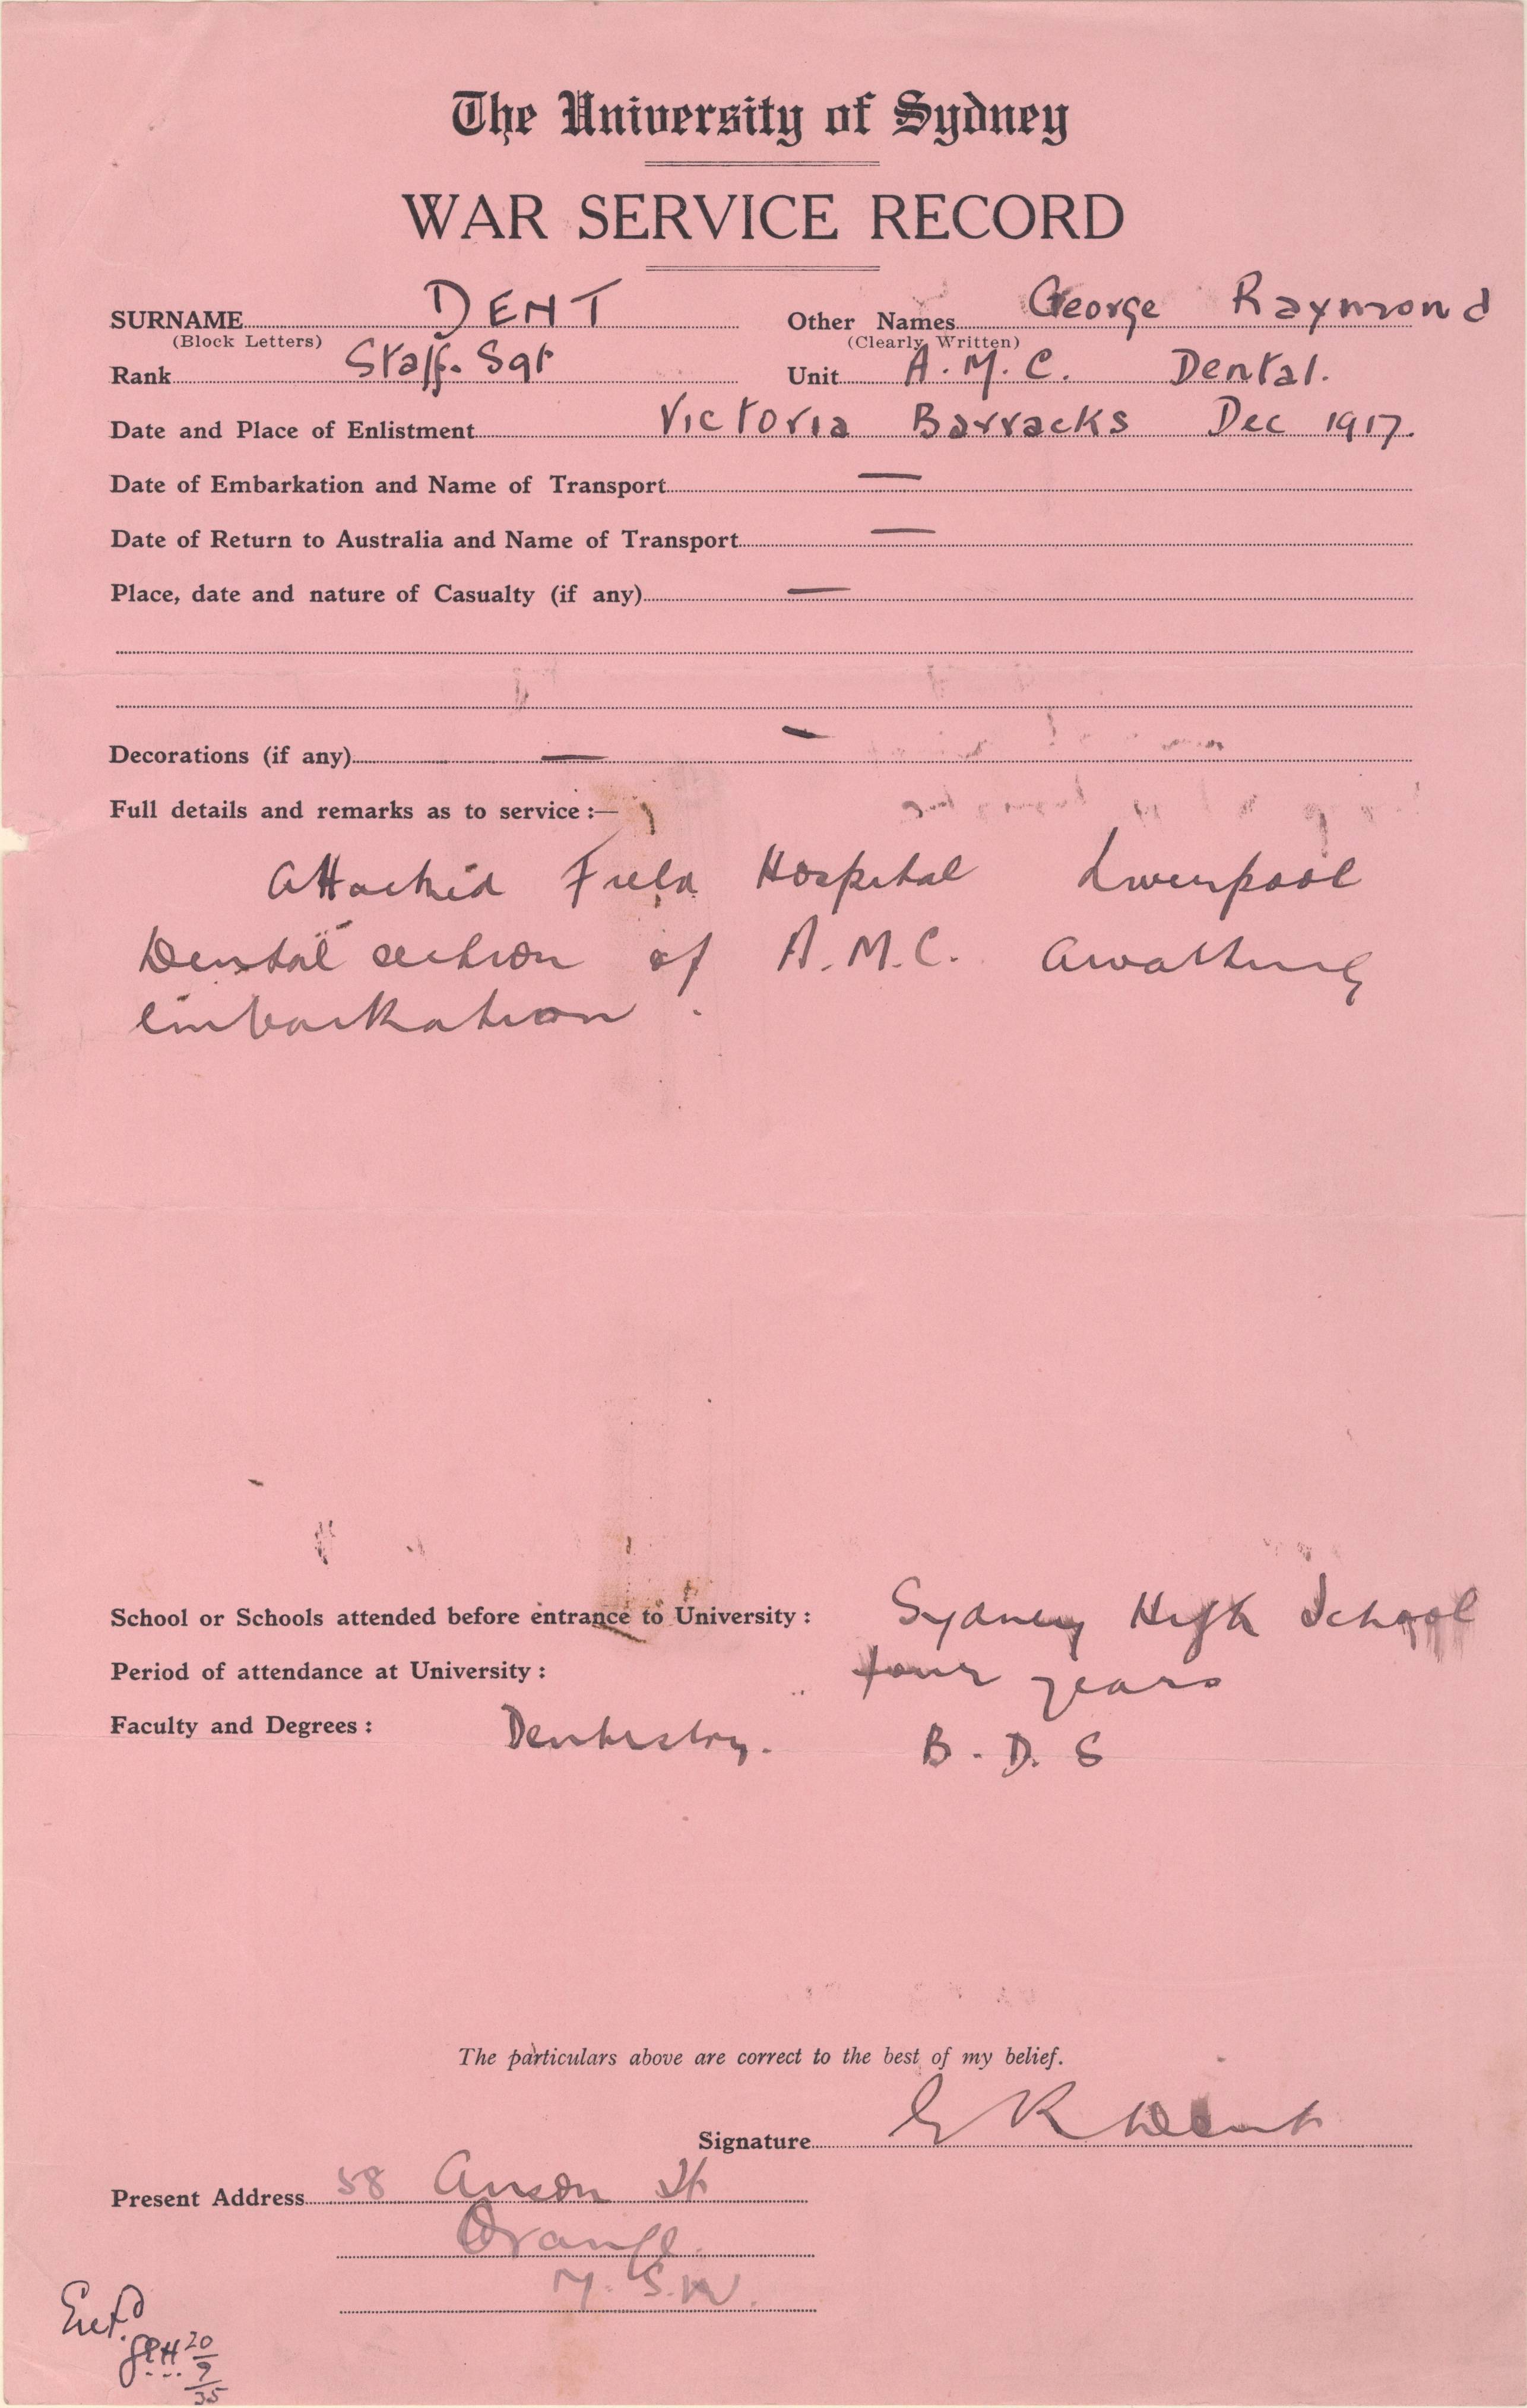 The University of Sydney
WAR SERVICE RECORD
SURNAME DENT Other Names George Raymond
(Block Letters) (Clearly Written)
Rank Staff. Sgt Unit A.M.C. Dental.
Date and Place of Enlistment Victoria Barracks Dec 1917.
Date of Embarkation and Name of Transport —
Date of Return to Australia and Name of Transport —
Place, date and nature of Casualty (if any) —
Decorations (if any) —
Full details and remarks as to service :—
Attached Field Hospital Liverpool
Dental section of A.M.C. awaiting
embarkation.
School or Schools attended before entrance to University : Sydney High School
Period of attendance at University : four years
Faculty and Degrees : Dentistry. B.D.S
The particulars above are correct to the best of my belief.
Signature G R Dent
Present Address 58 Anson St
Orange.
N.S.W.
Entd.
20/9/35